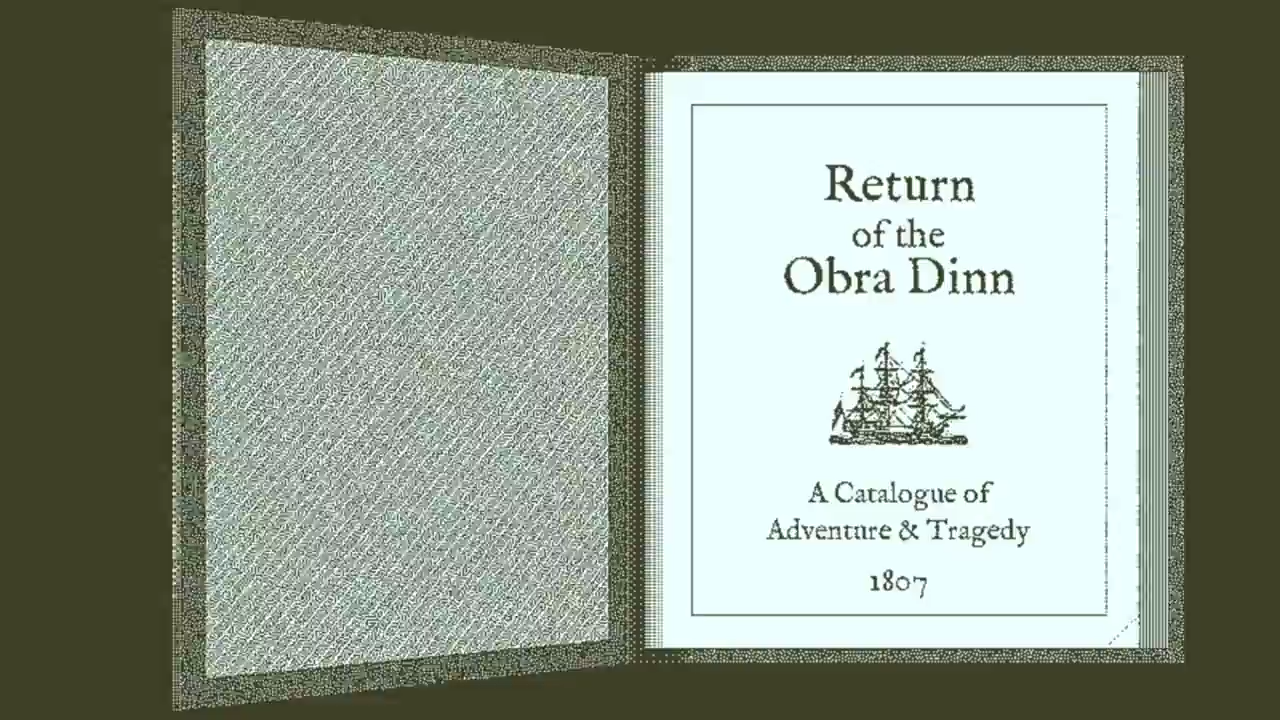 Return
of the
Obra Dinn
A Catalogue of
Adventure & Tragedy
1807